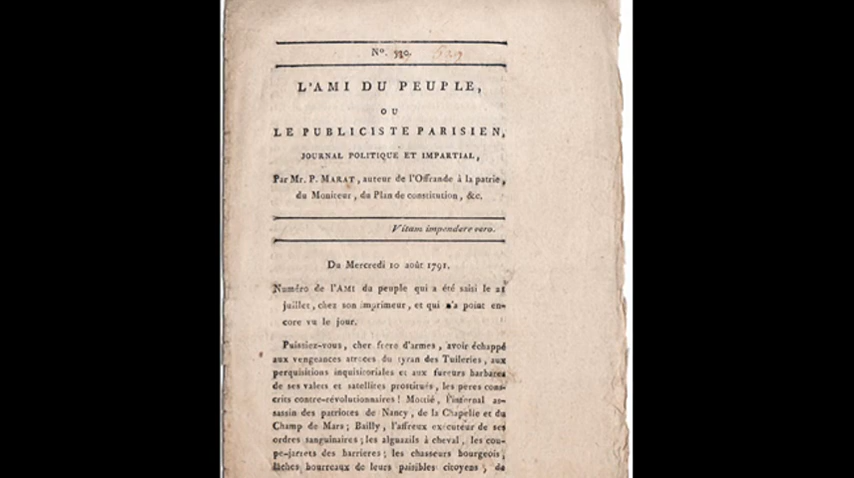 Nº. 530. 529
L'AMI DU PEUPLE,
OU
LE PUBLICISTE PARISIEN,
JOURNAL POLITIQUE ET IMPARTIAL,
Par Mr. P. MARAT, auteur de l'Offrande à la patrie,
du Moniteur, du Plan de constitution, &c.
Vitam impendere vero.
Du Mercredi 10 août 1791.
Numéro de l'AMI du peuple qui a été saisi le 21
juillet, chez son imprimeur, et qui n'a point en-
core vu le jour.
Puissiez-vous, cher frere d'armes, avoir échappé
aux vengeances atroces du tyran des Tuileries, aux
perquisitions inquisitoriales et aux fureurs barbares
de ses valets et satellites prostitués, les peres cons-
crits contre-révolutionnaires! Mottié, l'infernal as-
sassin des patriotes de Nancy, de la Chapelle et du
Champ de Mars; Bailly, l'affreux exécuteur de ses
ordres sanguinaires; les alguazils à cheval, les cou-
pe-jarrets des barrieres; les chasseurs bourgeois,
lâches bourreaux de leurs paisibles citoyens, de